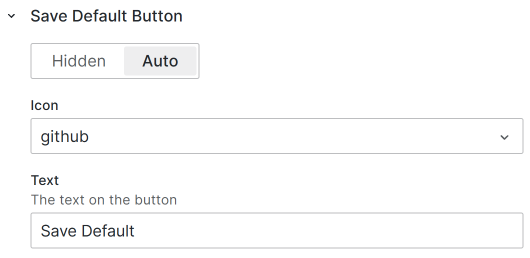 Save Default Button
Hidden Auto
Icon
github
Text
The text on the button
Save Default